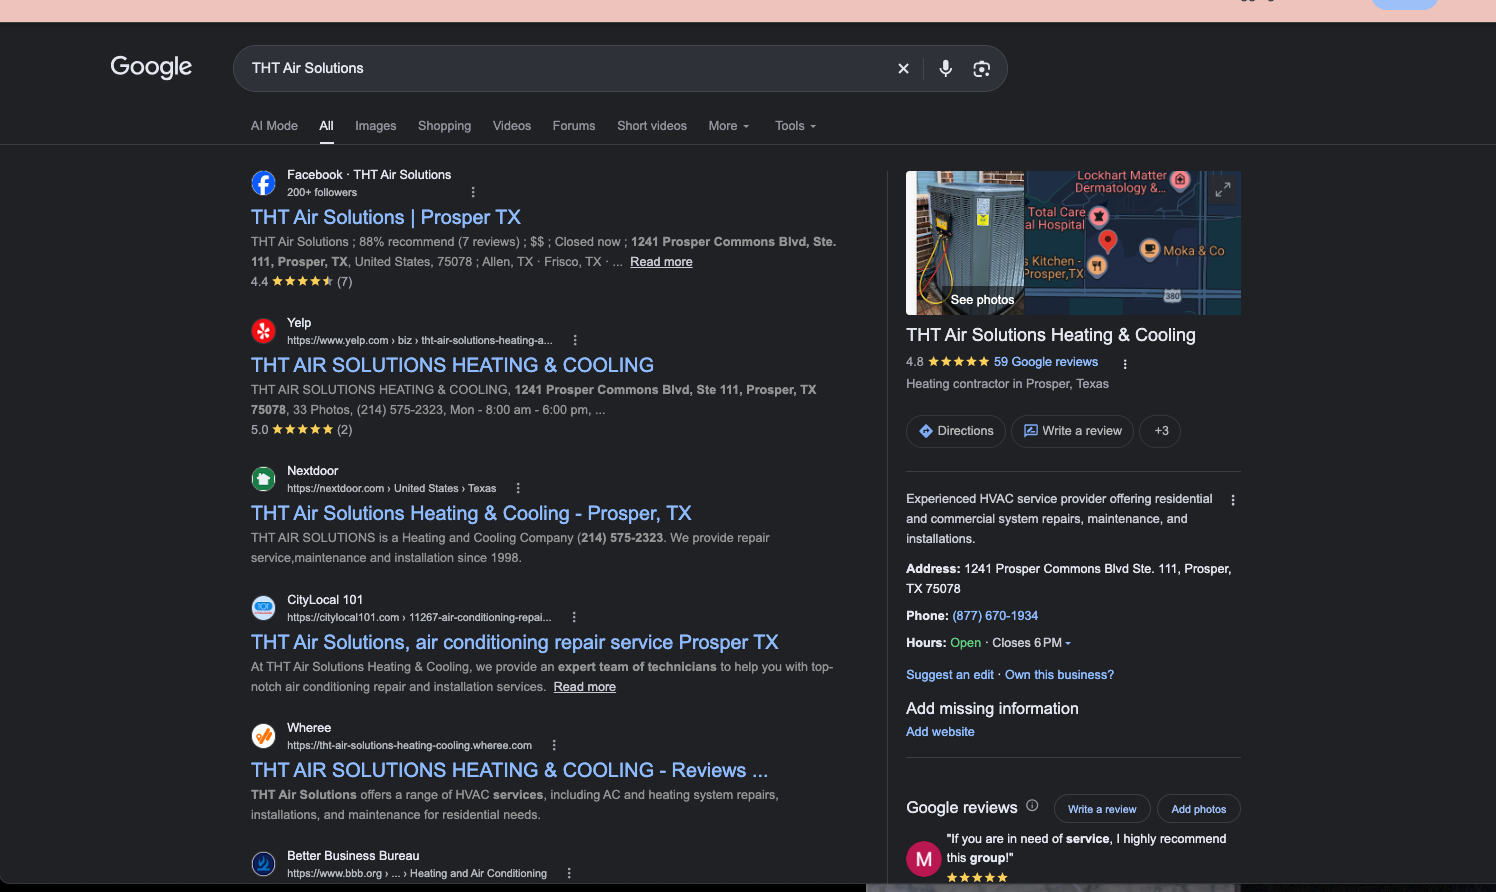 Google
THT Air Solutions
AI Mode
All
Images
Shopping
Videos
Forums
Short videos
More
Tools
Facebook · THT Air Solutions
200+ followers
THT Air Solutions | Prosper TX
THT Air Solutions ; 88% recommend (7 reviews) ; $$ ; Closed now ; 1241 Prosper Commons Blvd, Ste.
111, Prosper, TX, United States, 75078 ; Allen, TX · Frisco, TX · ... Read more
4.4 (7)
Yelp
https://www.yelp.com › biz › tht-air-solutions-heating-a...
THT AIR SOLUTIONS HEATING & COOLING
THT AIR SOLUTIONS HEATING & COOLING, 1241 Prosper Commons Blvd, Ste 111, Prosper, TX
75078, 33 Photos, (214) 575-2323, Mon - 8:00 am - 6:00 pm, ...
5.0 (2)
Nextdoor
https://nextdoor.com › United States › Texas
THT Air Solutions Heating & Cooling - Prosper, TX
THT AIR SOLUTIONS is a Heating and Cooling Company (214) 575-2323. We provide repair
service,maintenance and installation since 1998.
CityLocal 101
https://citylocal101.com › 11267-air-conditioning-repai...
THT Air Solutions, air conditioning repair service Prosper TX
At THT Air Solutions Heating & Cooling, we provide an expert team of technicians to help you with top-
notch air conditioning repair and installation services. Read more
Wheree
https://tht-air-solutions-heating-cooling.wheree.com
THT AIR SOLUTIONS HEATING & COOLING - Reviews ...
THT Air Solutions offers a range of HVAC services, including AC and heating system repairs,
installations, and maintenance for residential needs.
Better Business Bureau
https://www.bbb.org › ... › Heating and Air Conditioning
Lockhart Matter
Dermatology &...
Total Care
al Hospital
Moka & Co
s Kitchen -
Prosper,TX
380
See photos
THT Air Solutions Heating & Cooling
4.8 59 Google reviews
Heating contractor in Prosper, Texas
Directions
Write a review
+3
Experienced HVAC service provider offering residential
and commercial system repairs, maintenance, and
installations.
Address: 1241 Prosper Commons Blvd Ste. 111, Prosper,
TX 75078
Phone: (877) 670-1934
Hours: Open · Closes 6 PM
Suggest an edit · Own this business?
Add missing information
Add website
Google reviews
Write a review
Add photos
M
"If you are in need of service, I highly recommend
this group!"